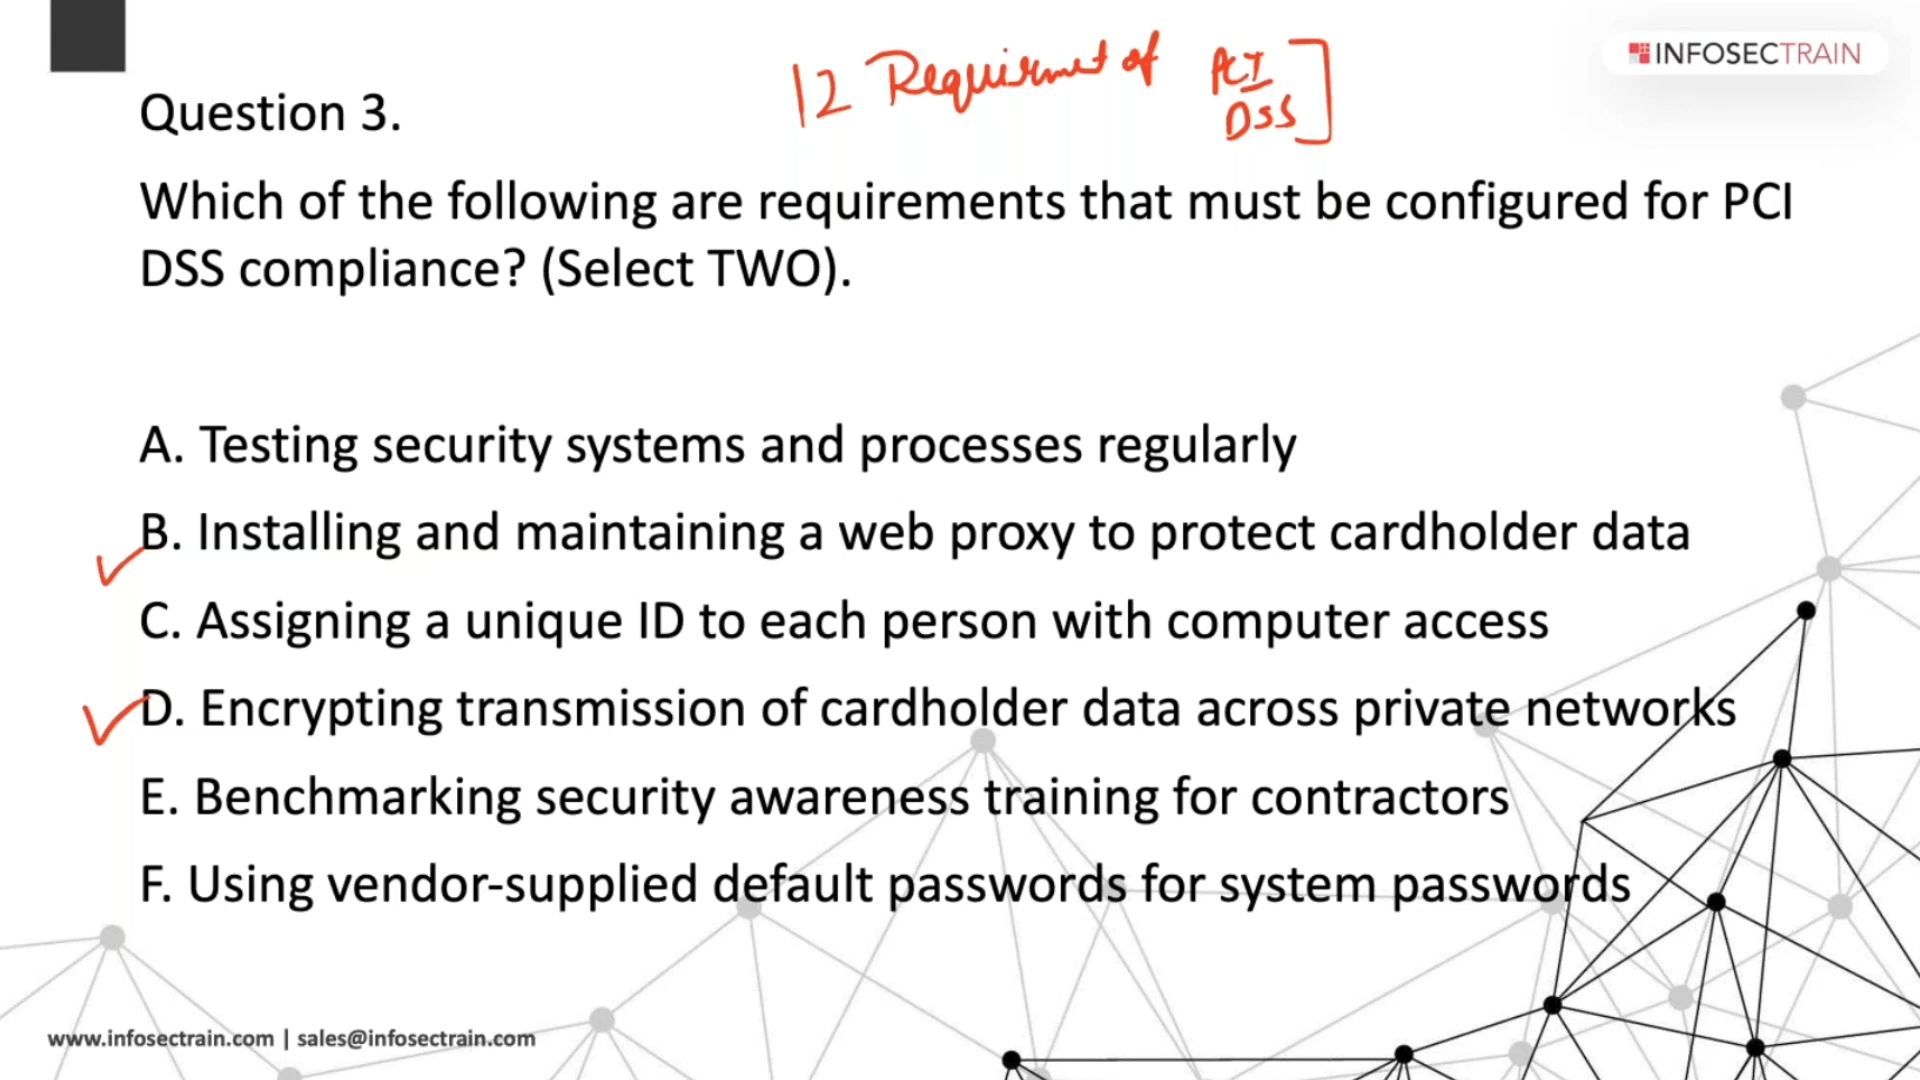 12 Requirmet of PCI DSS
INFOSECTRAIN
Question 3.
Which of the following are requirements that must be configured for PCI
DSS compliance? (Select TWO).
A. Testing security systems and processes regularly
B. Installing and maintaining a web proxy to protect cardholder data
C. Assigning a unique ID to each person with computer access
D. Encrypting transmission of cardholder data across private networks
E. Benchmarking security awareness training for contractors
F. Using vendor-supplied default passwords for system passwords
www.infosectrain.com | sales@infosectrain.com